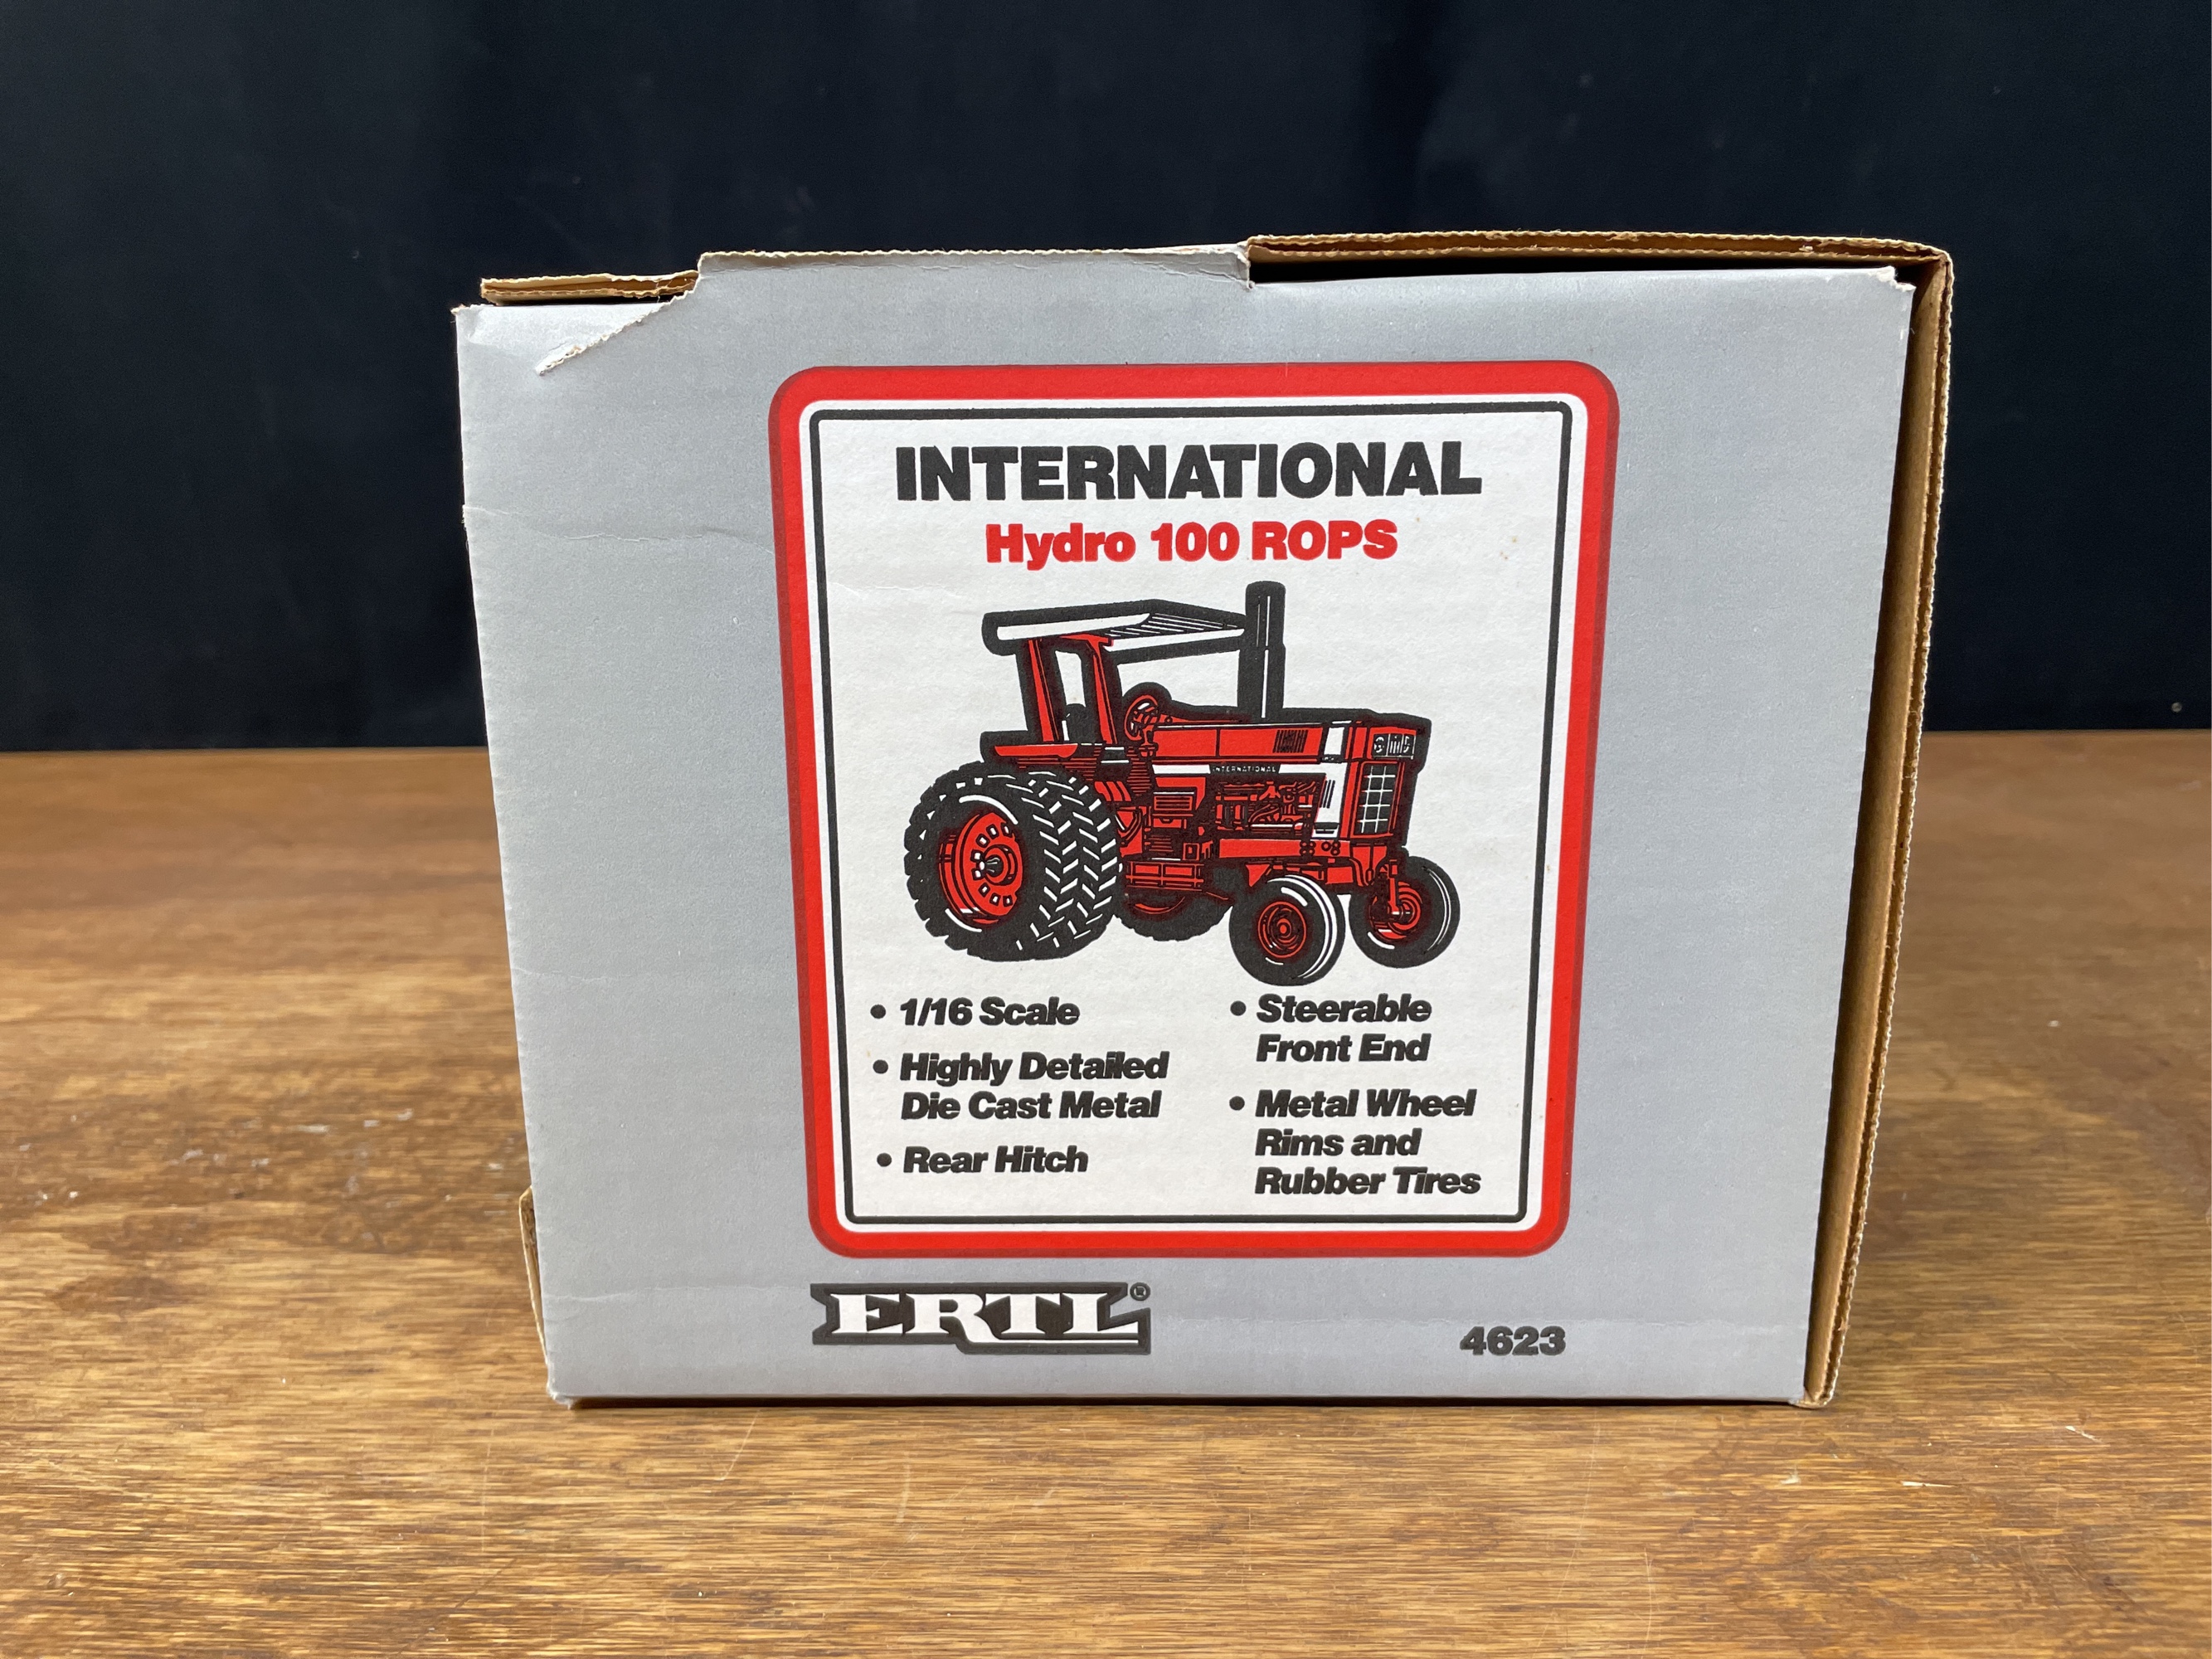 INTERNATIONAL
Hydro 100 ROPS
INTERNATIONAL
• 1/16 Scale
• Highly Detailed
Die Cast Metal
• Rear Hitch
• Steerable
Front End
• Metal Wheel
Rims and
Rubber Tires
ERTL®
4623